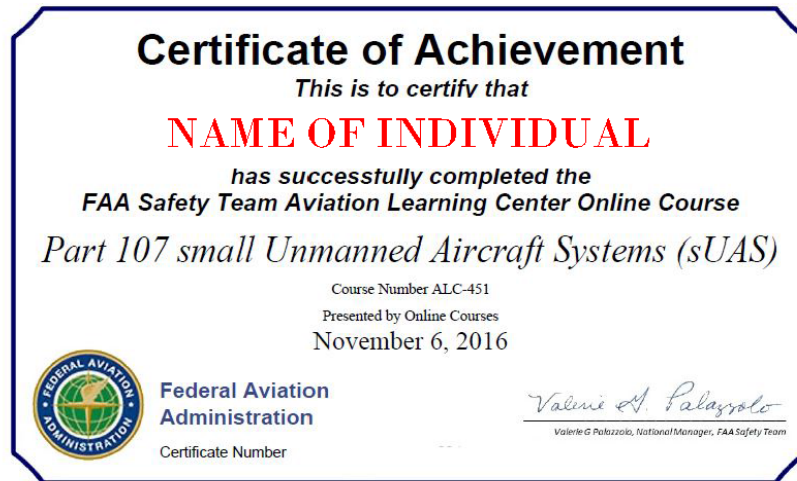 Certificate of Achievement
This is to certify that
NAME OF INDIVIDUAL
has successfully completed the
FAA Safety Team Aviation Learning Center Online Course
Part 107 small Unmanned Aircraft Systems (sUAS)
Course Number ALC-451
Presented by Online Courses
November 6, 2016
FEDERAL AVIATION
ADMINISTRATION
Federal Aviation
Administration
Certificate Number
Valerie G. Palazzolo
Valerie G Palazzolo, National Manager, FAA Safety Team